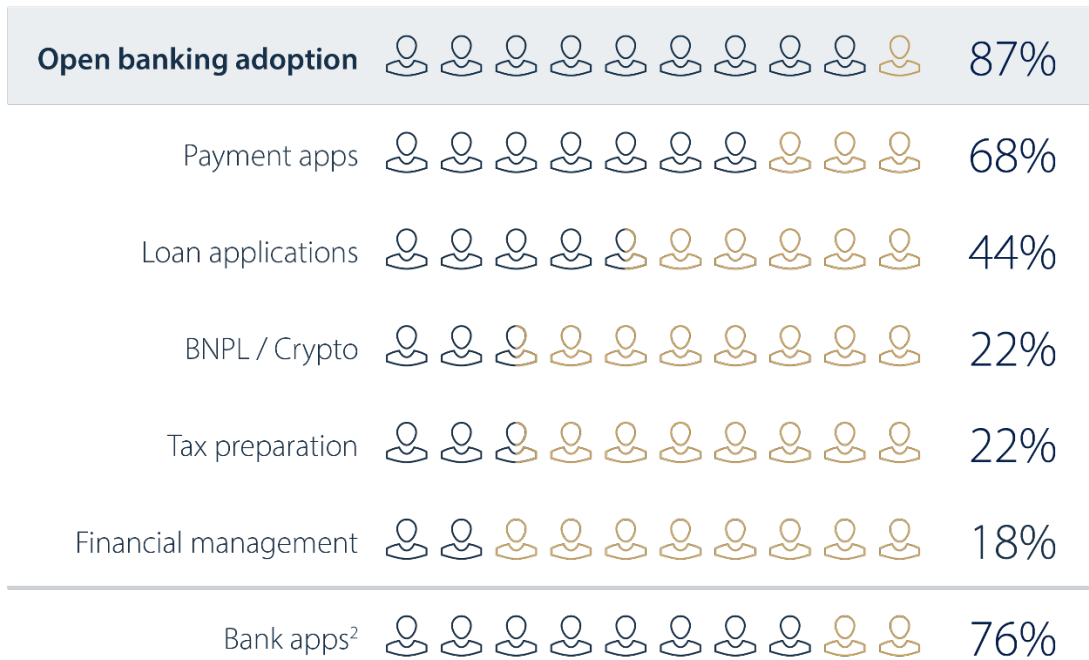 Open banking adoption 87%
Payment apps 68%
Loan applications 44%
BNPL / Crypto 22%
Tax preparation 22%
Financial management 18%
Bank apps² 76%